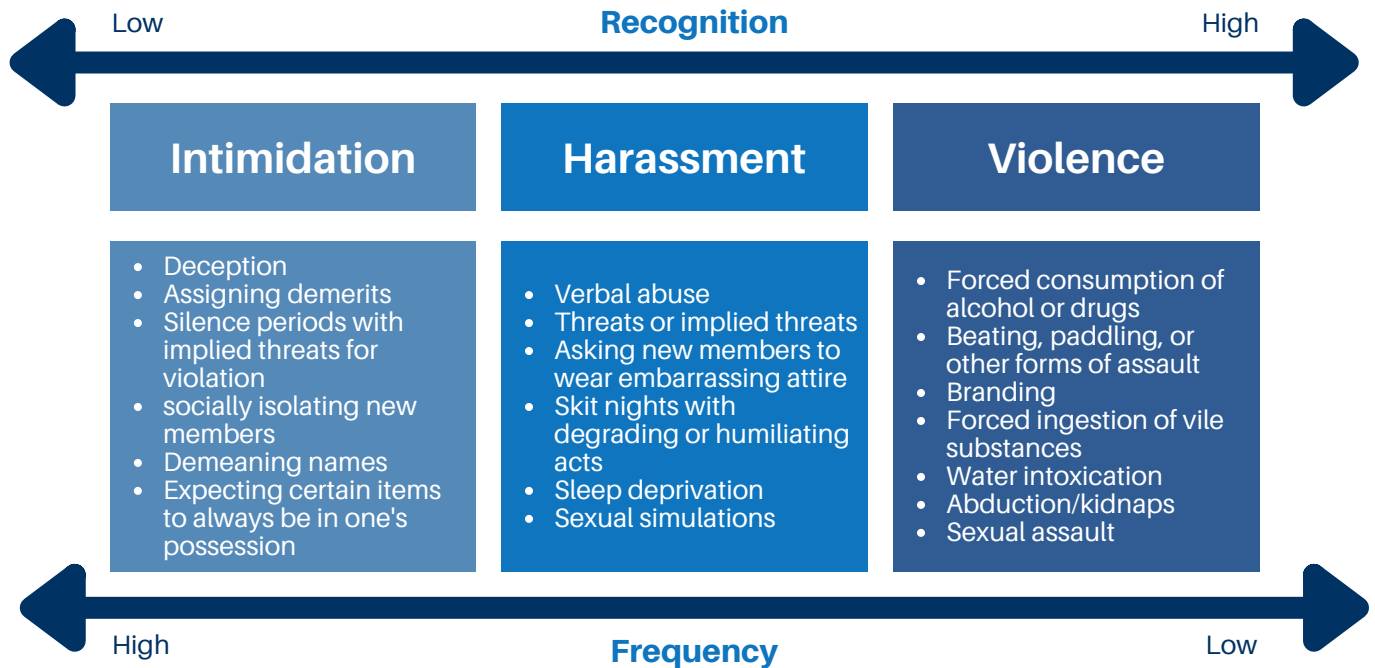 Low
Recognition
High
Intimidation
Harassment
Violence
• Deception
• Assigning demerits
• Silence periods with
implied threats for
violation
• socially isolating new
members
• Demeaning names
• Expecting certain items
to always be in one's
possession
• Verbal abuse
• Threats or implied threats
• Asking new members to
wear embarrassing attire
• Skit nights with
degrading or humiliating
acts
• Sleep deprivation
• Sexual simulations
• Forced consumption of
alcohol or drugs
• Beating, paddling, or
other forms of assault
• Branding
• Forced ingestion of vile
substances
• Water intoxication
• Abduction/kidnaps
• Sexual assault
High
Frequency
Low